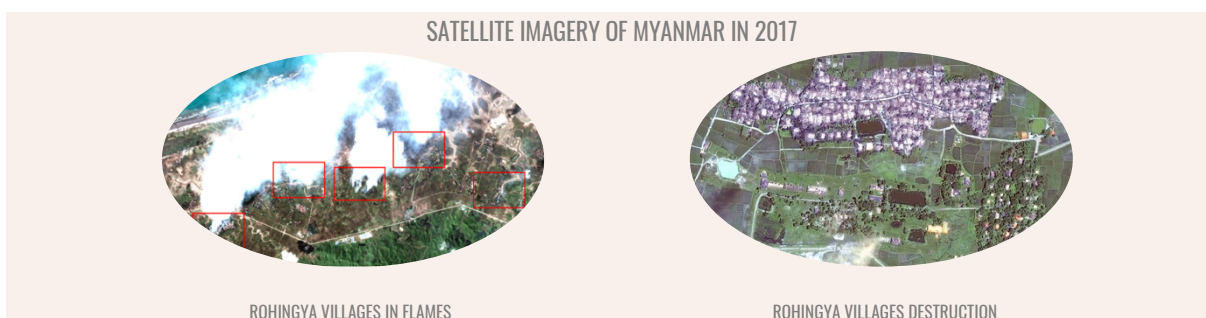 SATELLITE IMAGERY OF MYANMAR IN 2017
ROHINGYA VILLAGES IN FLAMES
ROHINGYA VILLAGES DESTRUCTION